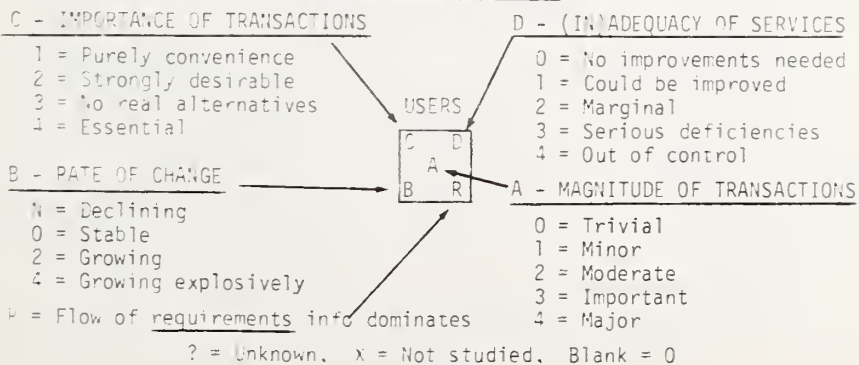 C - IMPORTANCE OF TRANSACTIONS
1 = Purely convenience
2 = Strongly desirable
3 = No real alternatives
4 = Essential
D - (IN)ADEQUACY OF SERVICES
0 = No improvements needed
1 = Could be improved
2 = Marginal
3 = Serious deficiencies
4 = Out of control
USERS
C D
A
B R
B - RATE OF CHANGE
N = Declining
0 = Stable
2 = Growing
4 = Growing explosively
A - MAGNITUDE OF TRANSACTIONS
0 = Trivial
1 = Minor
2 = Moderate
3 = Important
4 = Major
R = Flow of requirements info dominates
? = Unknown, x = Not studied, Blank = 0